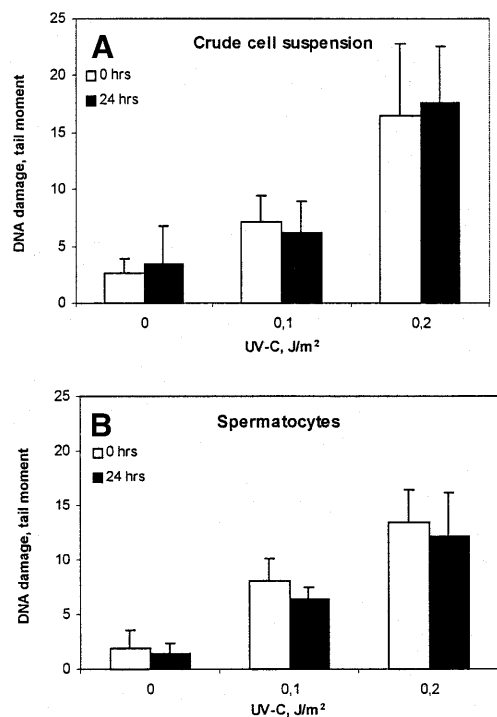 A
Crude cell suspension
0 hrs
24 hrs
DNA damage, tail moment
25
20
15
10
5
0
0 0,1 0,2
UV-C, J/m²
B
Spermatocytes
0 hrs
24 hrs
DNA damage, tail moment
25
20
15
10
5
0
0 0,1 0,2
UV-C, J/m²